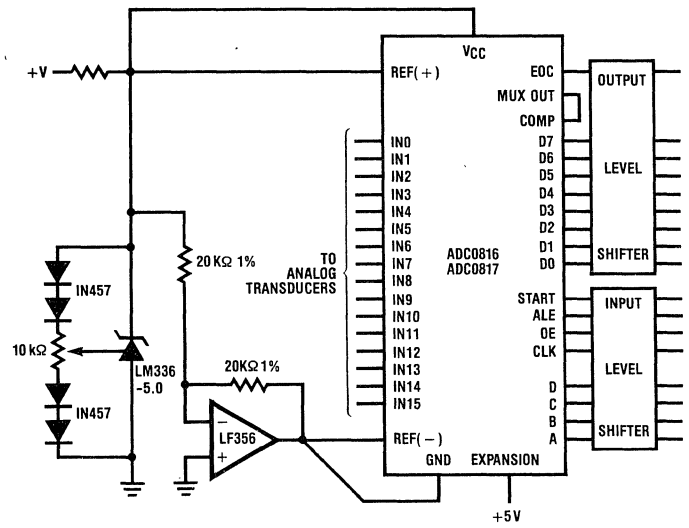 VCC
+V
REF(+)
EOC
OUTPUT
MUX OUT
COMP
IN0
IN1
IN2
IN3
IN4
IN5
IN6
IN7
IN8
IN9
IN10
IN11
IN12
IN13
IN14
IN15
D7
D6
D5
D4
D3
D2
D1
D0
LEVEL
SHIFTER
20KΩ 1%
TO
ANALOG
TRANSDUCERS
ADC0816
ADC0817
IN457
START
ALE
OE
CLK
INPUT
10 kΩ
LM336
-5.0
LEVEL
20KΩ 1%
D
C
B
A
IN457
SHIFTER
−
LF356
+
REF(−)
GND
EXPANSION
+5V